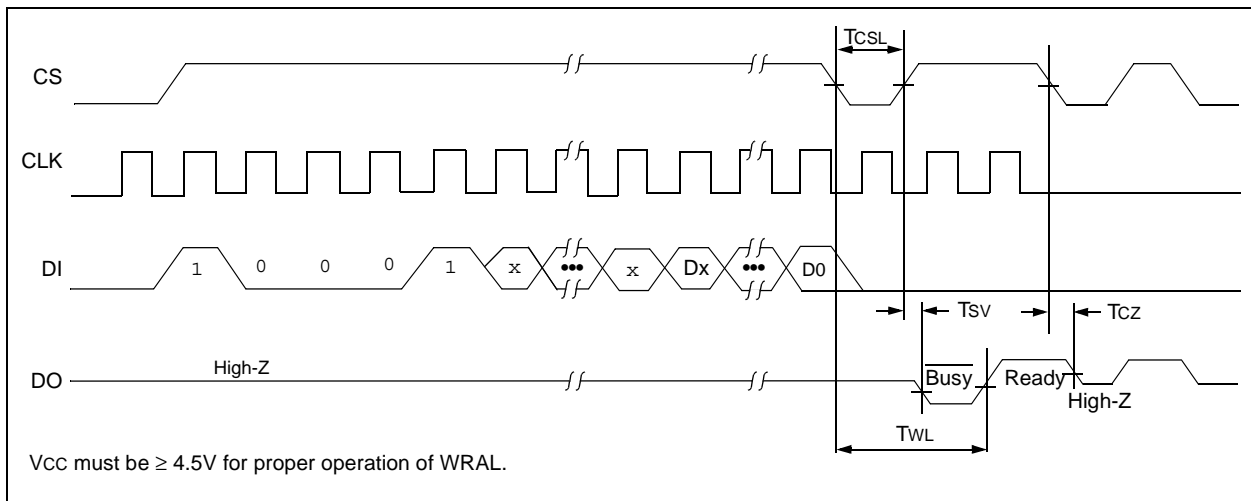 TCSL
CS
CLK
DI
1 0 0 0 1 x ••• x Dx ••• D0
TSV
TCZ
DO
High-Z
Busy
Ready
High-Z
TWL
VCC must be ≥ 4.5V for proper operation of WRAL.